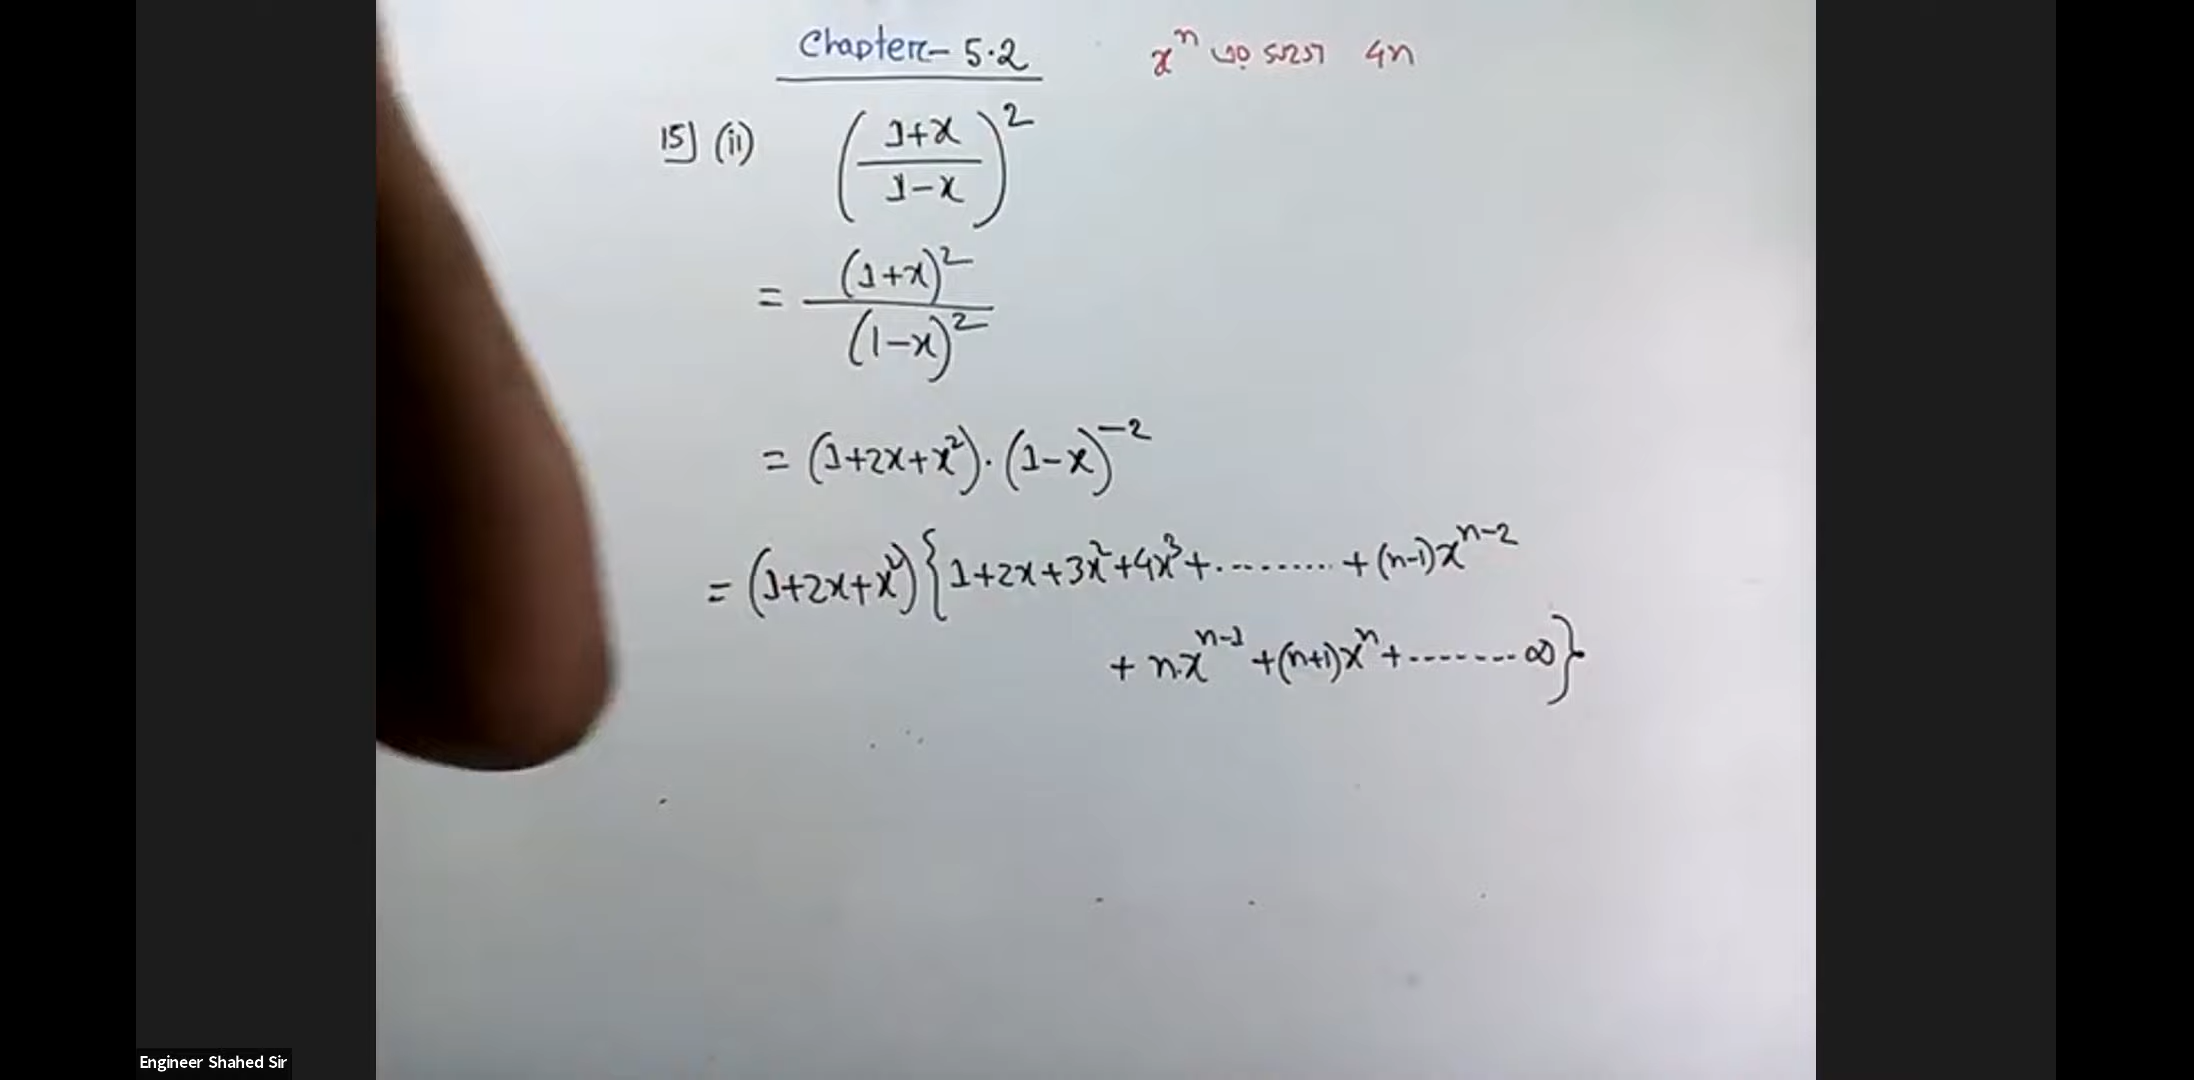 Chapter - 5.2
xⁿ এর সহগ 4n
15] (ii) ((1+x)/(1-x))²
= (1+x)²/(1-x)²
= (1+2x+x²)·(1-x)⁻²
= (1+2x+x²){1+2x+3x²+4x³+..........+(n-1)xⁿ⁻²
+ n.xⁿ⁻¹ +(n+1)xⁿ+........∞}
Engineer Shahed Sir